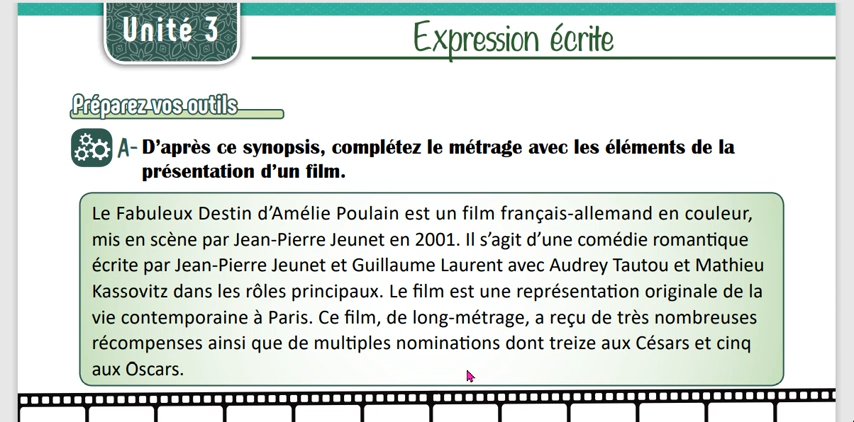 Unité 3
Expression écrite
Préparez vos outils
A- D'après ce synopsis, complétez le métrage avec les éléments de la
présentation d'un film.
Le Fabuleux Destin d'Amélie Poulain est un film français-allemand en couleur,
mis en scène par Jean-Pierre Jeunet en 2001. Il s'agit d'une comédie romantique
écrite par Jean-Pierre Jeunet et Guillaume Laurent avec Audrey Tautou et Mathieu
Kassovitz dans les rôles principaux. Le film est une représentation originale de la
vie contemporaine à Paris. Ce film, de long-métrage, a reçu de très nombreuses
récompenses ainsi que de multiples nominations dont treize aux Césars et cinq
aux Oscars.